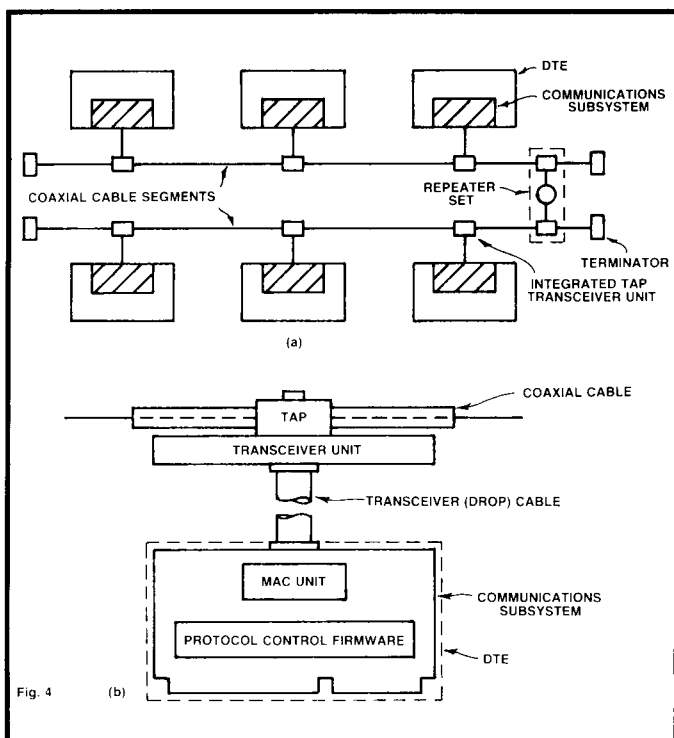 DTE
COMMUNICATIONS
SUBSYSTEM
COAXIAL CABLE SEGMENTS
REPEATER
SET
TERMINATOR
INTEGRATED TAP
TRANSCEIVER UNIT
(a)
COAXIAL CABLE
TAP
TRANSCEIVER UNIT
TRANSCEIVER (DROP) CABLE
MAC UNIT
COMMUNICATIONS
SUBSYSTEM
PROTOCOL CONTROL FIRMWARE
DTE
Fig. 4 (b)